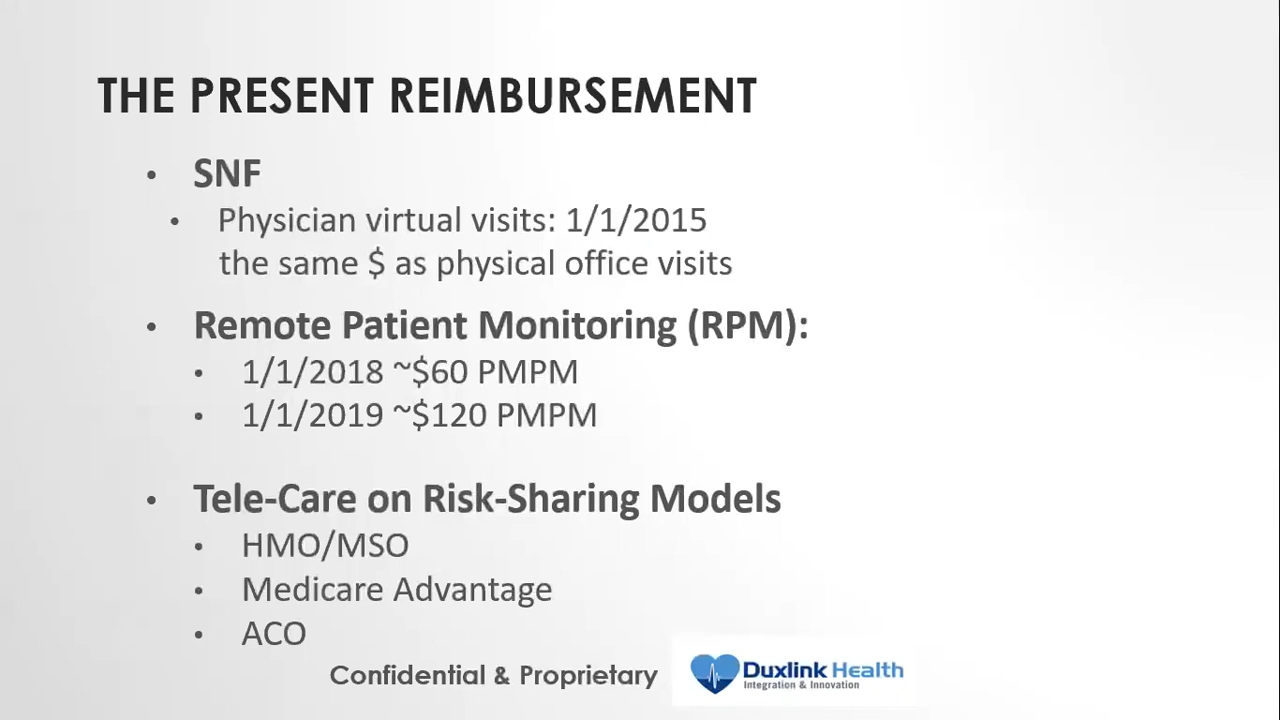 THE PRESENT REIMBURSEMENT
• SNF
• Physician virtual visits: 1/1/2015
the same $ as physical office visits
• Remote Patient Monitoring (RPM):
• 1/1/2018 ~$60 PMPM
• 1/1/2019 ~$120 PMPM
• Tele-Care on Risk-Sharing Models
• HMO/MSO
• Medicare Advantage
• ACO
Confidential & Proprietary
Duxlink Health
Integration & Innovation